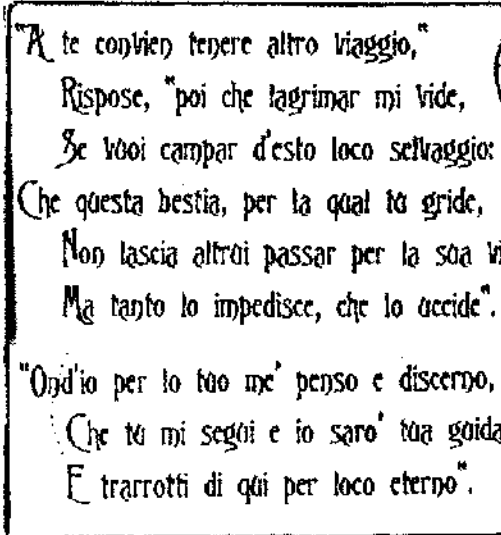 "A te convien tenere altro viaggio,"
Rispose, "poi che lagrimar mi vide,
Se vuoi campar d'esto loco selvaggio:
Che questa bestia, per la qual tu gride,
Non lascia altrui passar per la sua vi
Ma tanto lo impedisce, che lo uccide".
"Ond'io per lo tuo me' penso e discerno,
Che tu mi segui e io saro' tua guida
E trarrotti di qui per loco eterno".